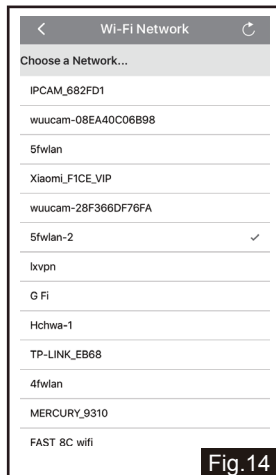 Wi-Fi Network
Choose a Network...
IPCAM_682FD1
wuucam-08EA40C06B98
5fwlan
Xiaomi_F1CE_VIP
wuucam-28F366DF76FA
5fwlan-2
lxvpn
G Fi
Hchwa-1
TP-LINK_EB68
4fwlan
MERCURY_9310
FAST 8C wifi
Fig.14